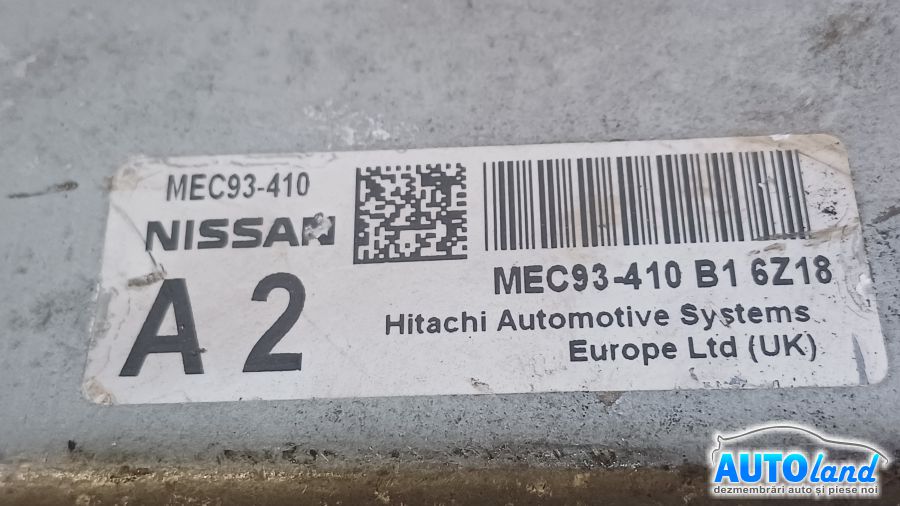 MEC93-410
NISSAN
A 2
MEC93-410 B1 6Z18
Hitachi Automotive Systems
Europe Ltd (UK)
AUTOland
dezmembrări auto și piese noi